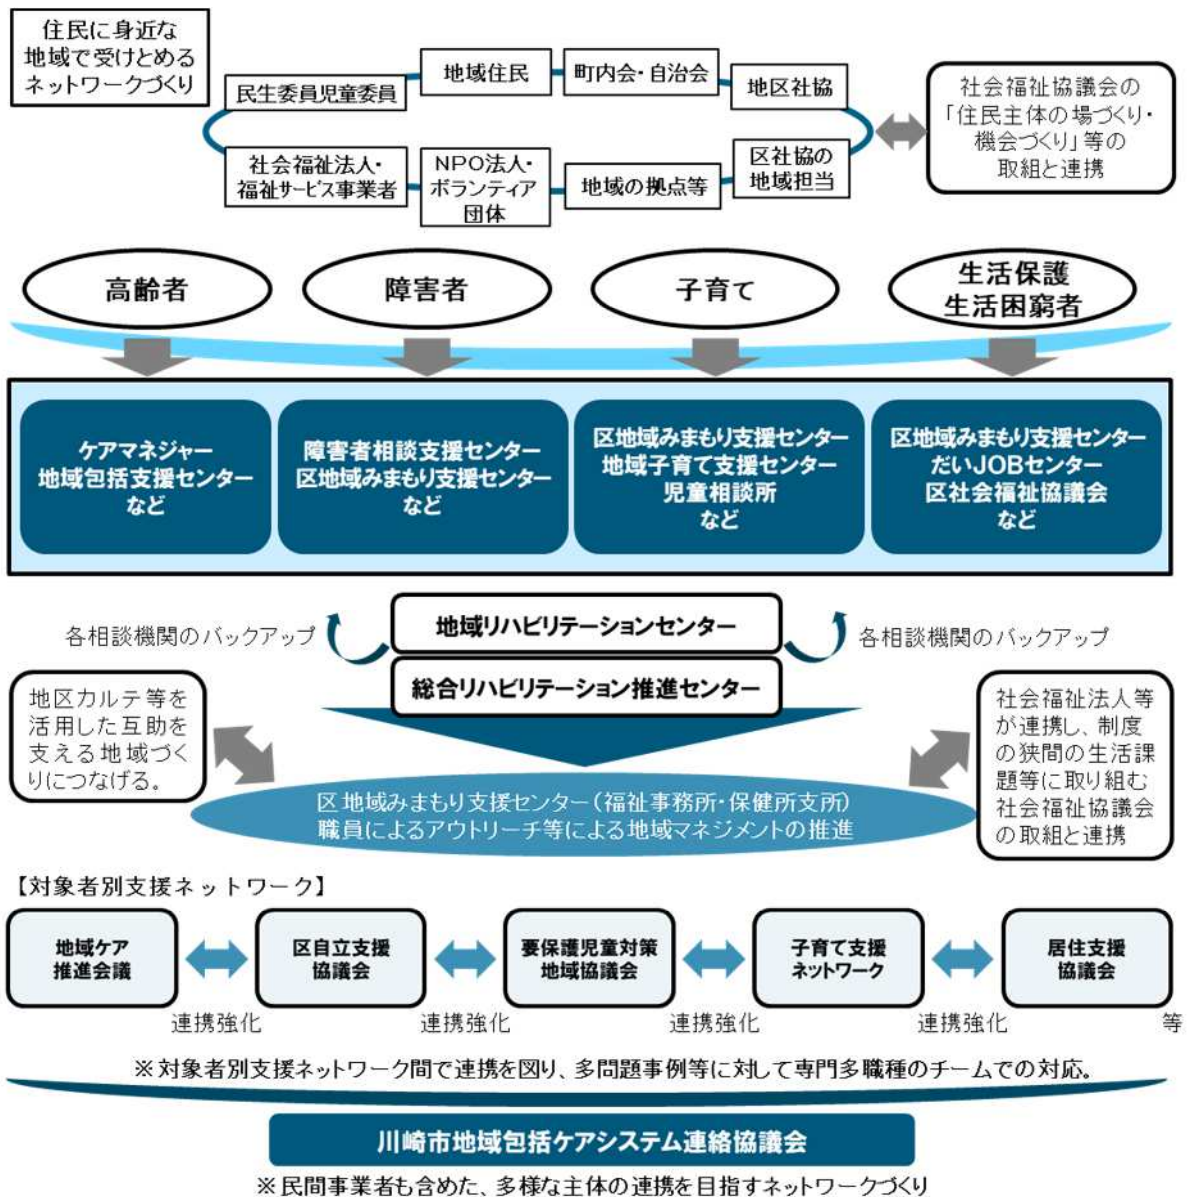 住民に身近な
地域で受けとめる
ネットワークづくり
民生委員児童委員
地域住民
町内会・自治会
地区社協
社会福祉法人・
福祉サービス事業者
NPO法人・
ボランティア
団体
地域の拠点等
区社協の
地域担当
社会福祉協議会の
「住民主体の場づくり・
機会づくり」等の
取組と連携
高齢者
障害者
子育て
生活保護
生活困窮者
ケアマネジャー
地域包括支援センター
など
障害者相談支援センター
区地域みまもり支援センター
など
区地域みまもり支援センター
地域子育て支援センター
児童相談所
など
区地域みまもり支援センター
だいJOBセンター
区社会福祉協議会
など
各相談機関のバックアップ
地域リハビリテーションセンター
総合リハビリテーション推進センター
各相談機関のバックアップ
地区カルテ等を
活用した互助を
支える地域づく
りにつなげる。
社会福祉法人等
が連携し、制度
の狭間の生活課
題等に取り組む
社会福祉協議会
の取組と連携
区地域みまもり支援センター(福祉事務所・保健所支所)
職員によるアウトリーチ等による地域マネジメントの推進
【対象者別支援ネットワーク】
地域ケア
推進会議
区自立支援
協議会
要保護児童対策
地域協議会
子育て支援
ネットワーク
居住支援
協議会
連携強化
連携強化
連携強化
連携強化
等
※対象者別支援ネットワーク間で連携を図り、多問題事例等に対して専門多職種のチームでの対応。
川崎市地域包括ケアシステム連絡協議会
※民間事業者も含めた、多様な主体の連携を目指すネットワークづくり